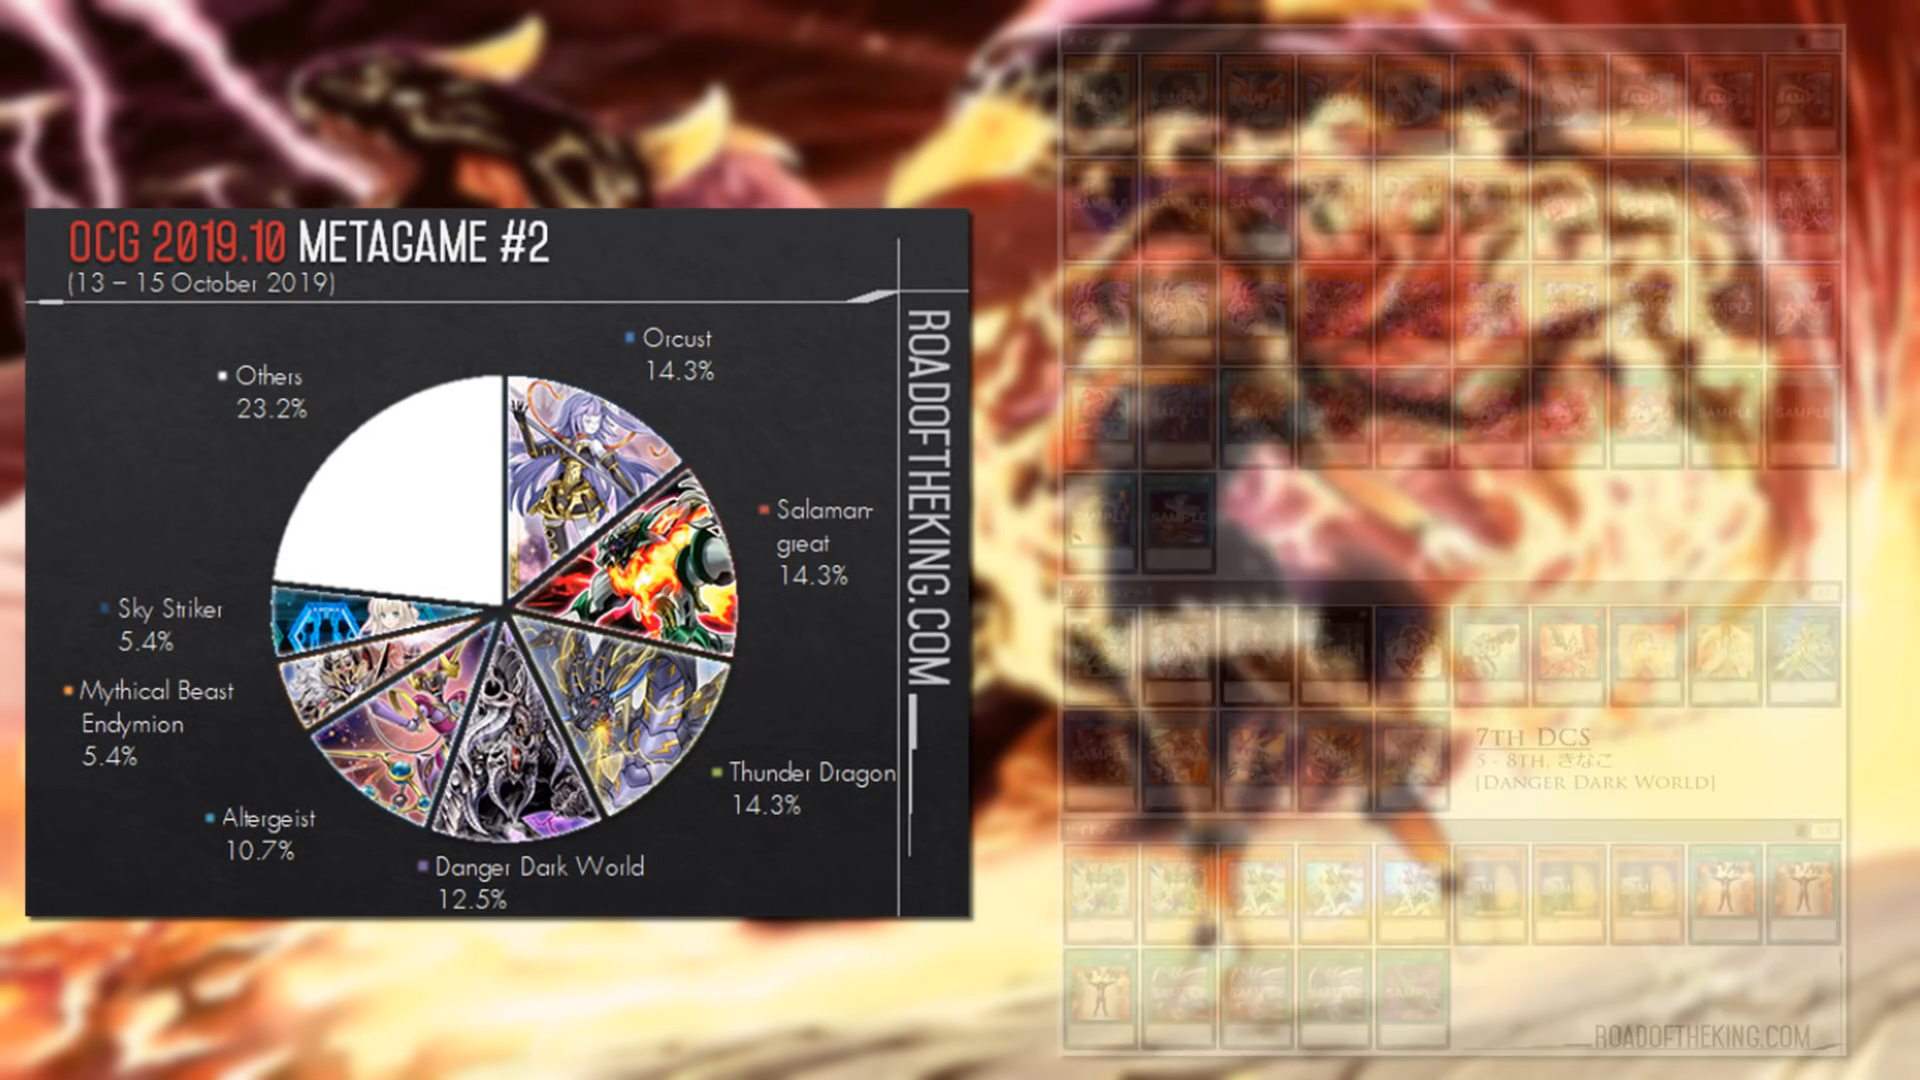 OCG 2019.10 METAGAME #2
(13 – 15 October 2019)
Orcust
14.3%
Salaman-
great
14.3%
Thunder Dragon
14.3%
Danger Dark World
12.5%
Altergeist
10.7%
Mythical Beast
Endymion
5.4%
Sky Striker
5.4%
Others
23.2%
ROADOFTHEKING.COM
7TH DCS
5 - 8TH, きなこ
[DANGER DARK WORLD]
ROADOFTHEKING.COM